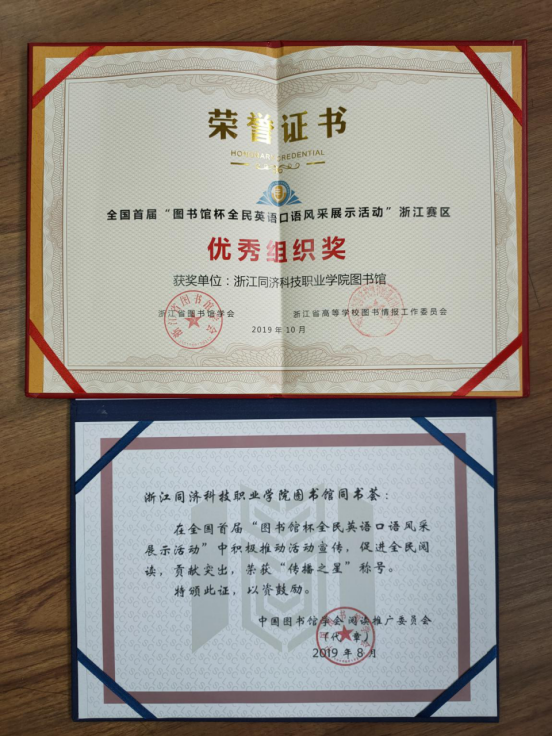 荣誉证书
HONORARY CREDENTIAL
全国首届“图书馆杯全民英语口语风采展示活动”浙江赛区
优秀组织奖
获奖单位：浙江同济科技职业学院图书馆
浙江省图书馆学会 浙江省高等学校图书情报工作委员会
2019年10月
浙江同济科技职业学院图书馆同书荟：
在全国首届“图书馆杯全民英语口语风采
展示活动”中积极推动活动宣传，促进全民阅
读，贡献突出，荣获“传播之星”称号。
特颁此证，以资鼓励。
中国图书馆学会 阅读推广委员会
（代 章）
2019年8月